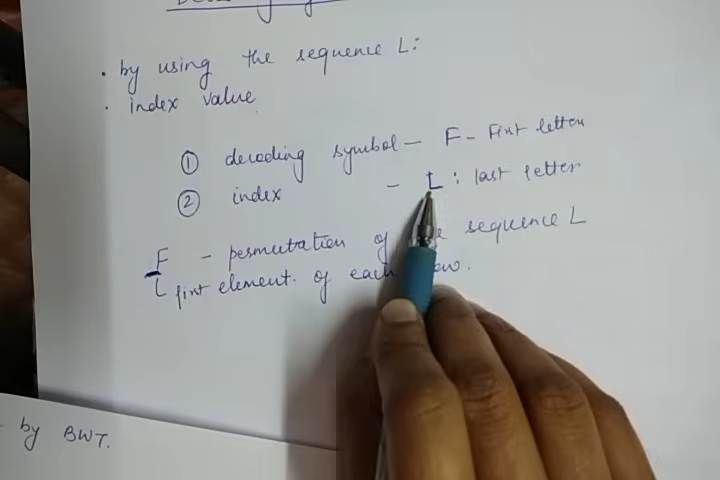 • by using the sequence L:
• index value
① decoding symbol — F - First letter
② index - L : last letter
F - permutation of the sequence L
L first element. of each row.
by BWT.